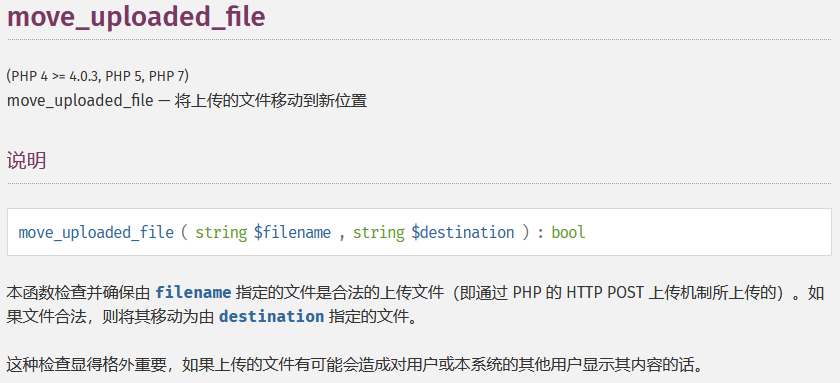 move_uploaded_file
(PHP 4 >= 4.0.3, PHP 5, PHP 7)
move_uploaded_file — 将上传的文件移动到新位置
说明
move_uploaded_file ( string $filename , string $destination ) : bool
本函数检查并确保由 filename 指定的文件是合法的上传文件（即通过 PHP 的 HTTP POST 上传机制所上传的）。如
果文件合法，则将其移动为由 destination 指定的文件。
这种检查显得格外重要，如果上传的文件有可能会造成对用户或本系统的其他用户显示其内容的话。